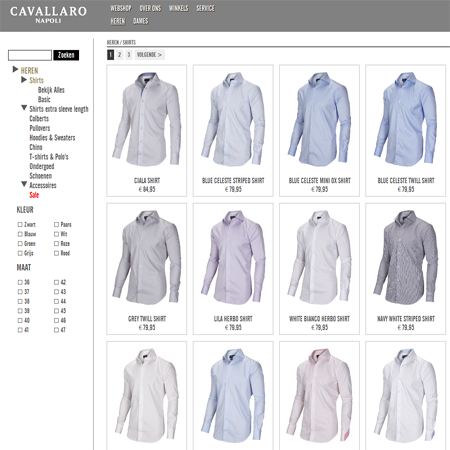 CAVALLARO
NAPOLI
WEBSHOP OVER ONS WINKELS SERVICE
HEREN DAMES
Zoeken
HEREN
Shirts
Bekijk Alles
Basic
Shirts extra sleeve length
Colberts
Pullovers
Hoodies & Sweaters
Chino
T-shirts & Polo's
Ondergoed
Schoenen
Accessoires
Sale
KLEUR
Zwart Paars
Blauw Wit
Groen Roze
Grijs Rood
MAAT
36 42
37 43
38 44
39 45
40 46
41 47
HEREN / SHIRTS
1 2 3 VOLGENDE >
CIALA SHIRT
€ 84,95
BLUE CELESTE STRIPED SHIRT
€ 79,95
BLUE CELESTE MINI OX SHIRT
€ 79,95
BLUE CELESTE TWILL SHIRT
€ 79,95
GREY TWILL SHIRT
€ 79,95
LILA HERBO SHIRT
€ 79,95
WHITE BIANCO HERBO SHIRT
€ 79,95
NAVY WHITE STRIPED SHIRT
€ 79,95